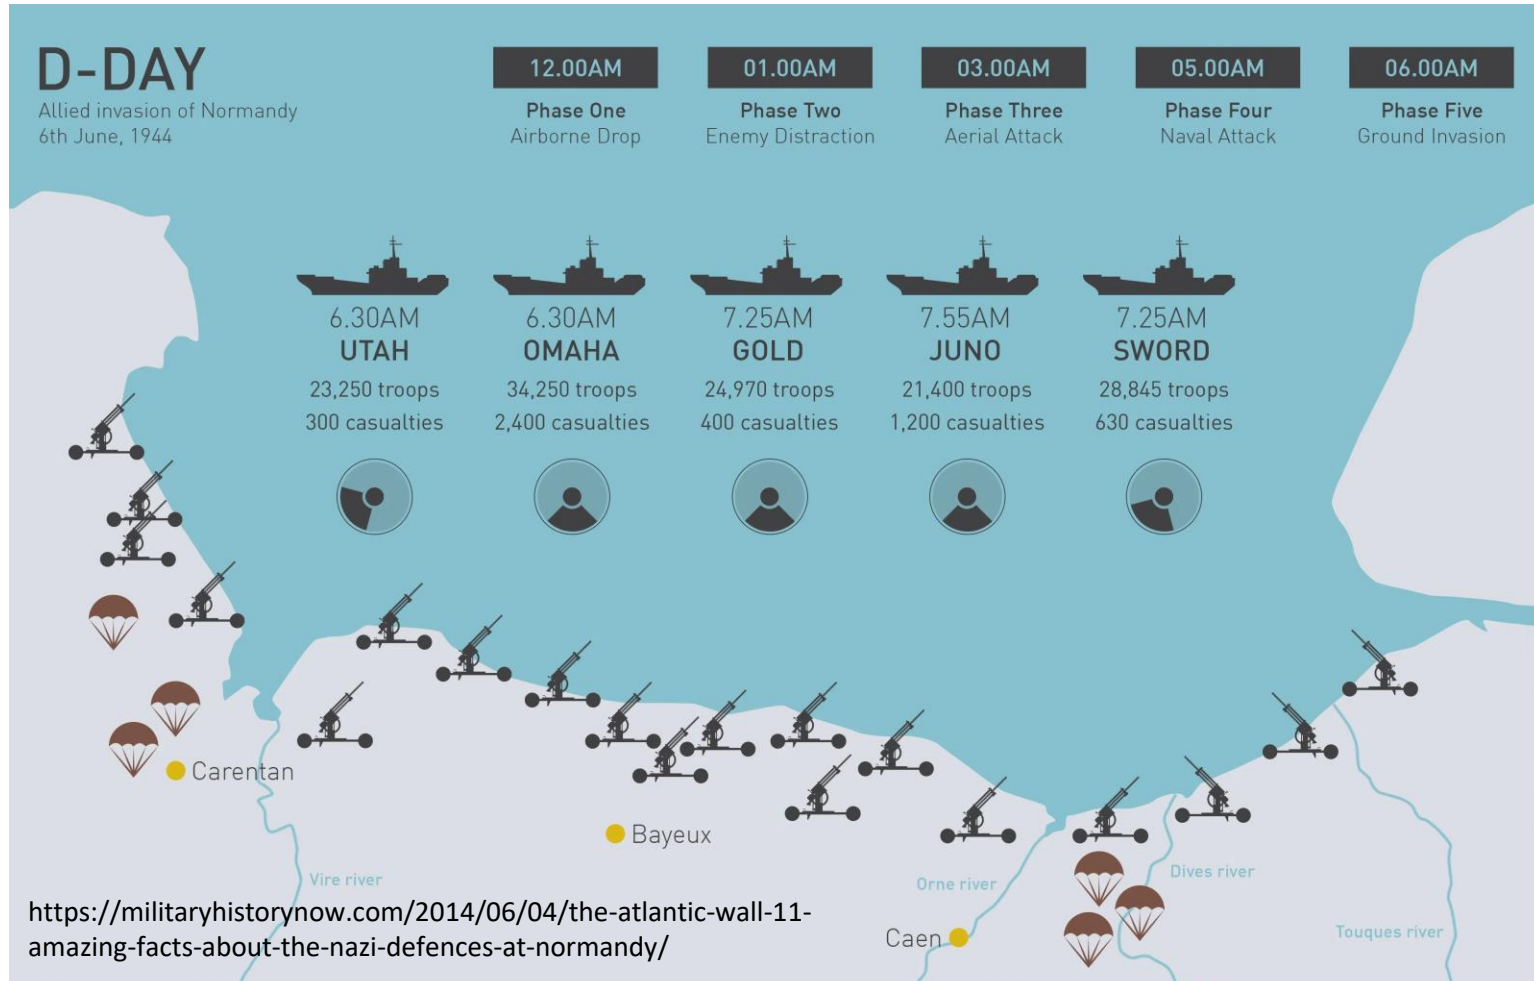 D-DAY
Allied invasion of Normandy
6th June, 1944
12.00AM
Phase One
Airborne Drop
01.00AM
Phase Two
Enemy Distraction
03.00AM
Phase Three
Aerial Attack
05.00AM
Phase Four
Naval Attack
06.00AM
Phase Five
Ground Invasion
6.30AM
UTAH
23,250 troops
300 casualties
6.30AM
OMAHA
34,250 troops
2,400 casualties
7.25AM
GOLD
24,970 troops
400 casualties
7.55AM
JUNO
21,400 troops
1,200 casualties
7.25AM
SWORD
28,845 troops
630 casualties
Carentan
Bayeux
Vire river
Orne river
Dives river
Caen
Touques river
https://militaryhistorynow.com/2014/06/04/the-atlantic-wall-11-
amazing-facts-about-the-nazi-defences-at-normandy/